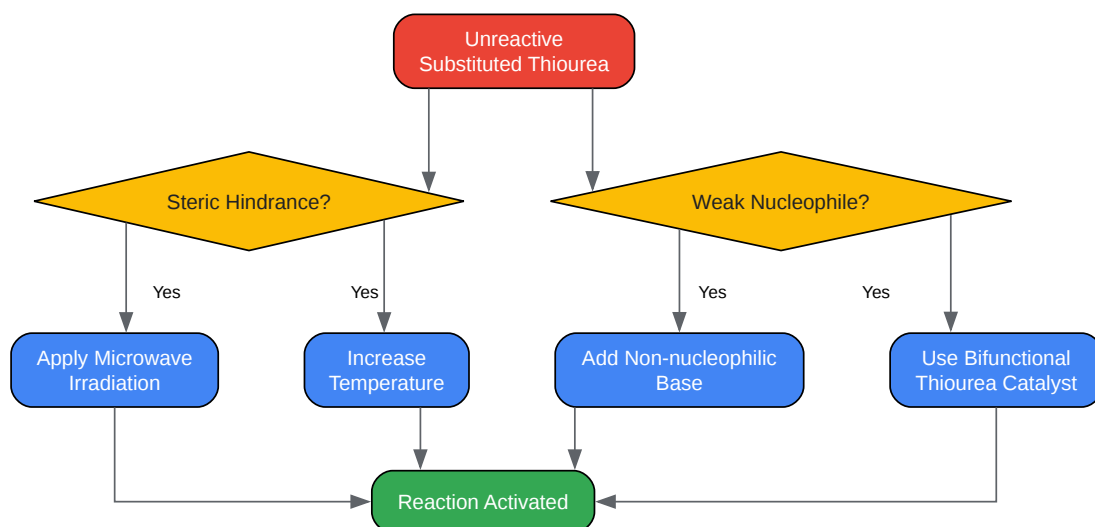 Unreactive
Substituted Thiourea
Steric Hindrance?
Weak Nucleophile?
Yes
Yes
Yes
Yes
Apply Microwave
Irradiation
Increase
Temperature
Add Non-nucleophilic
Base
Use Bifunctional
Thiourea Catalyst
Reaction Activated